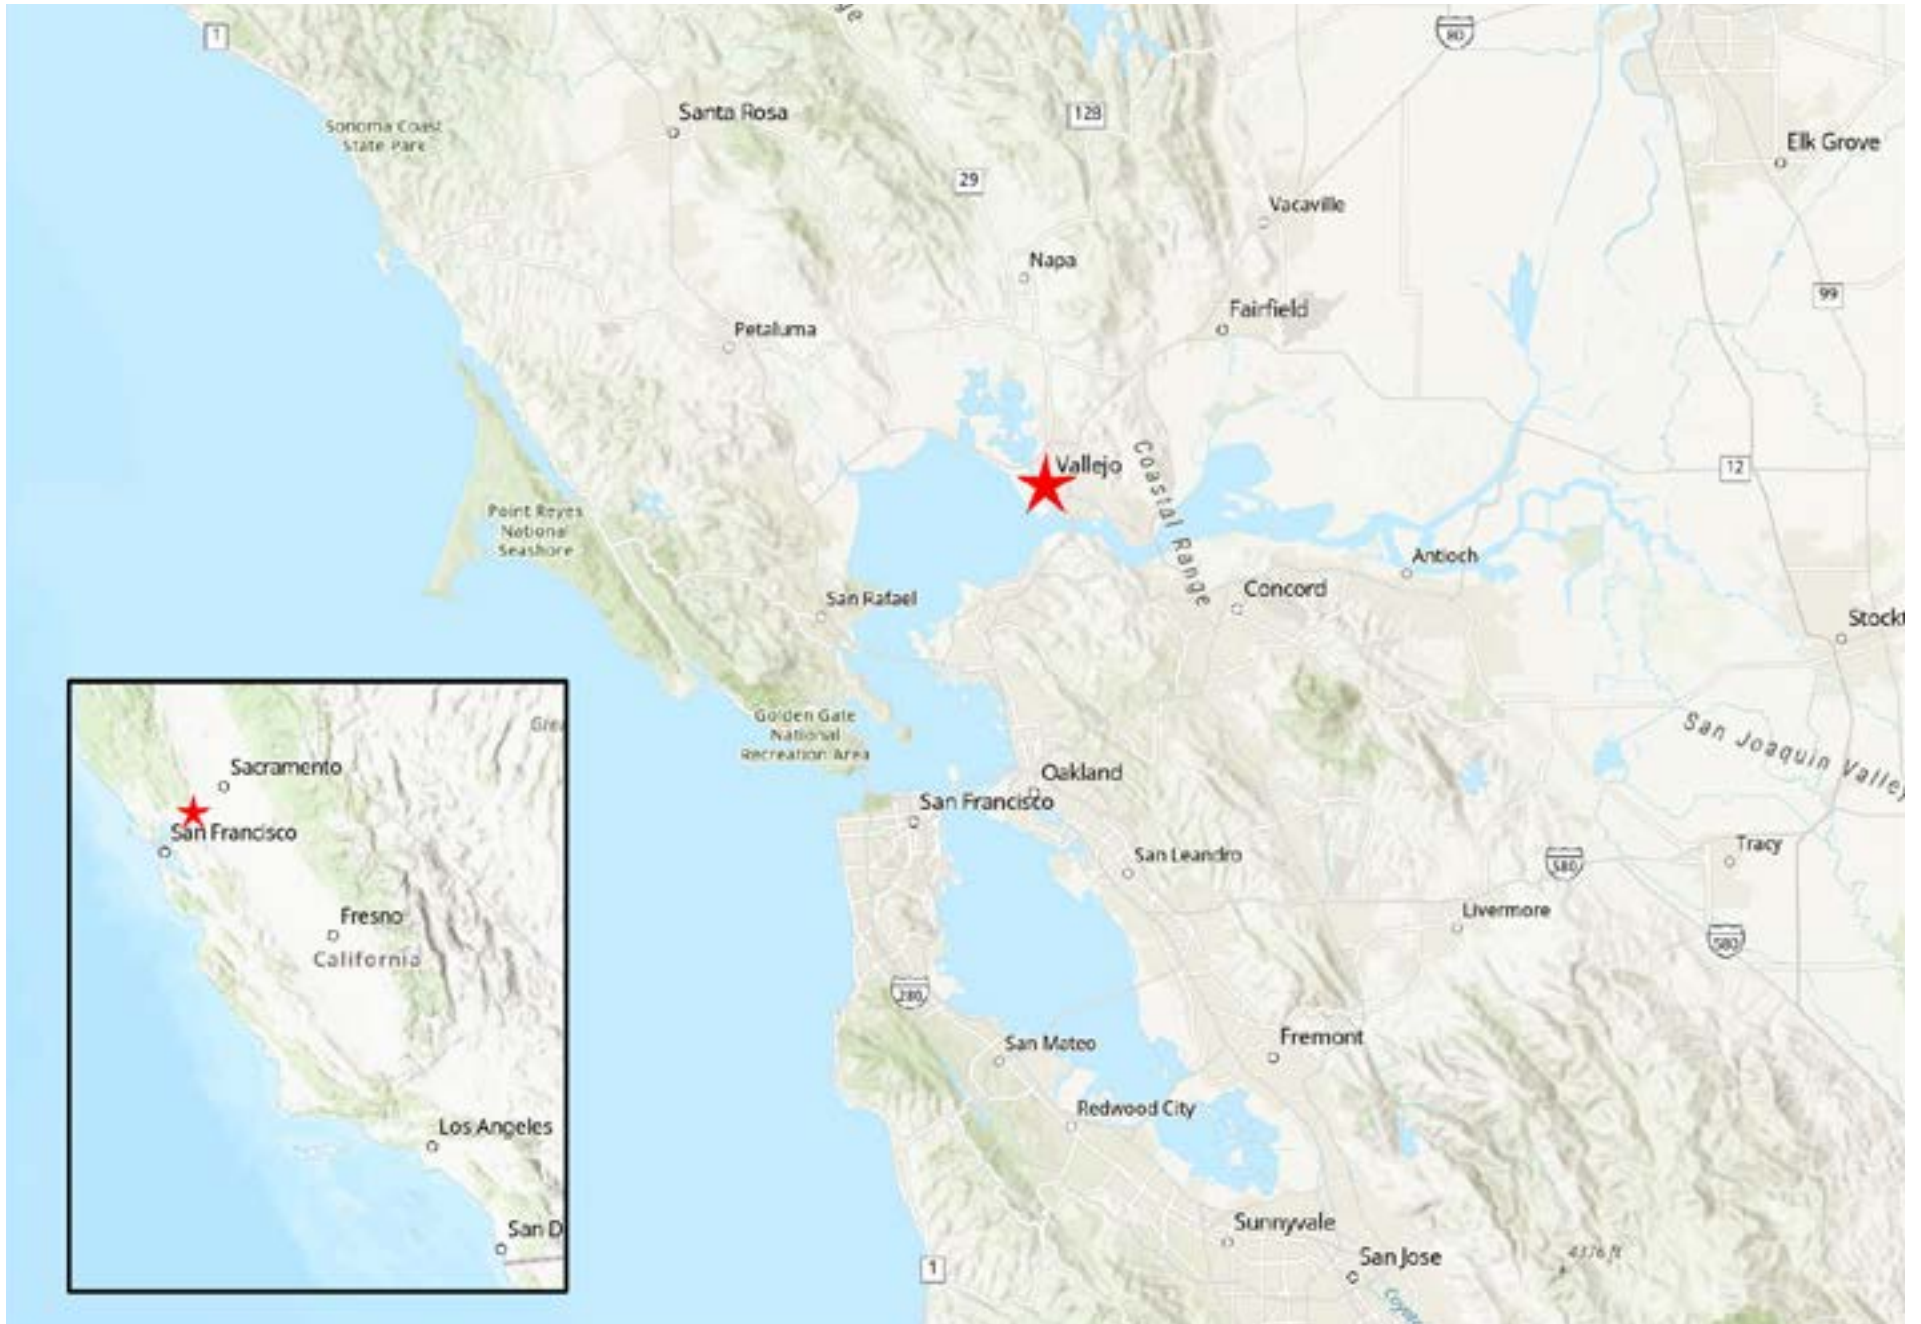 1
80
Santa Rosa
128
Sonoma Coast
State Park
Elk Grove
29
Vacaville
Napa
99
Fairfield
Petaluma
Vallejo
12
Coastal Range
Point Reyes
National
Seashore
Antioch
Concord
San Rafael
Stockt
Golden Gate
National
Recreation Area
San Joaquin Valley
Oakland
San Francisco
San Leandro
580
Tracy
Livermore
580
280
Fremont
San Mateo
Redwood City
Sunnyvale
San Jose
1
Coyote
Grea
Sacramento
San Francisco
Fresno
California
Los Angeles
San D